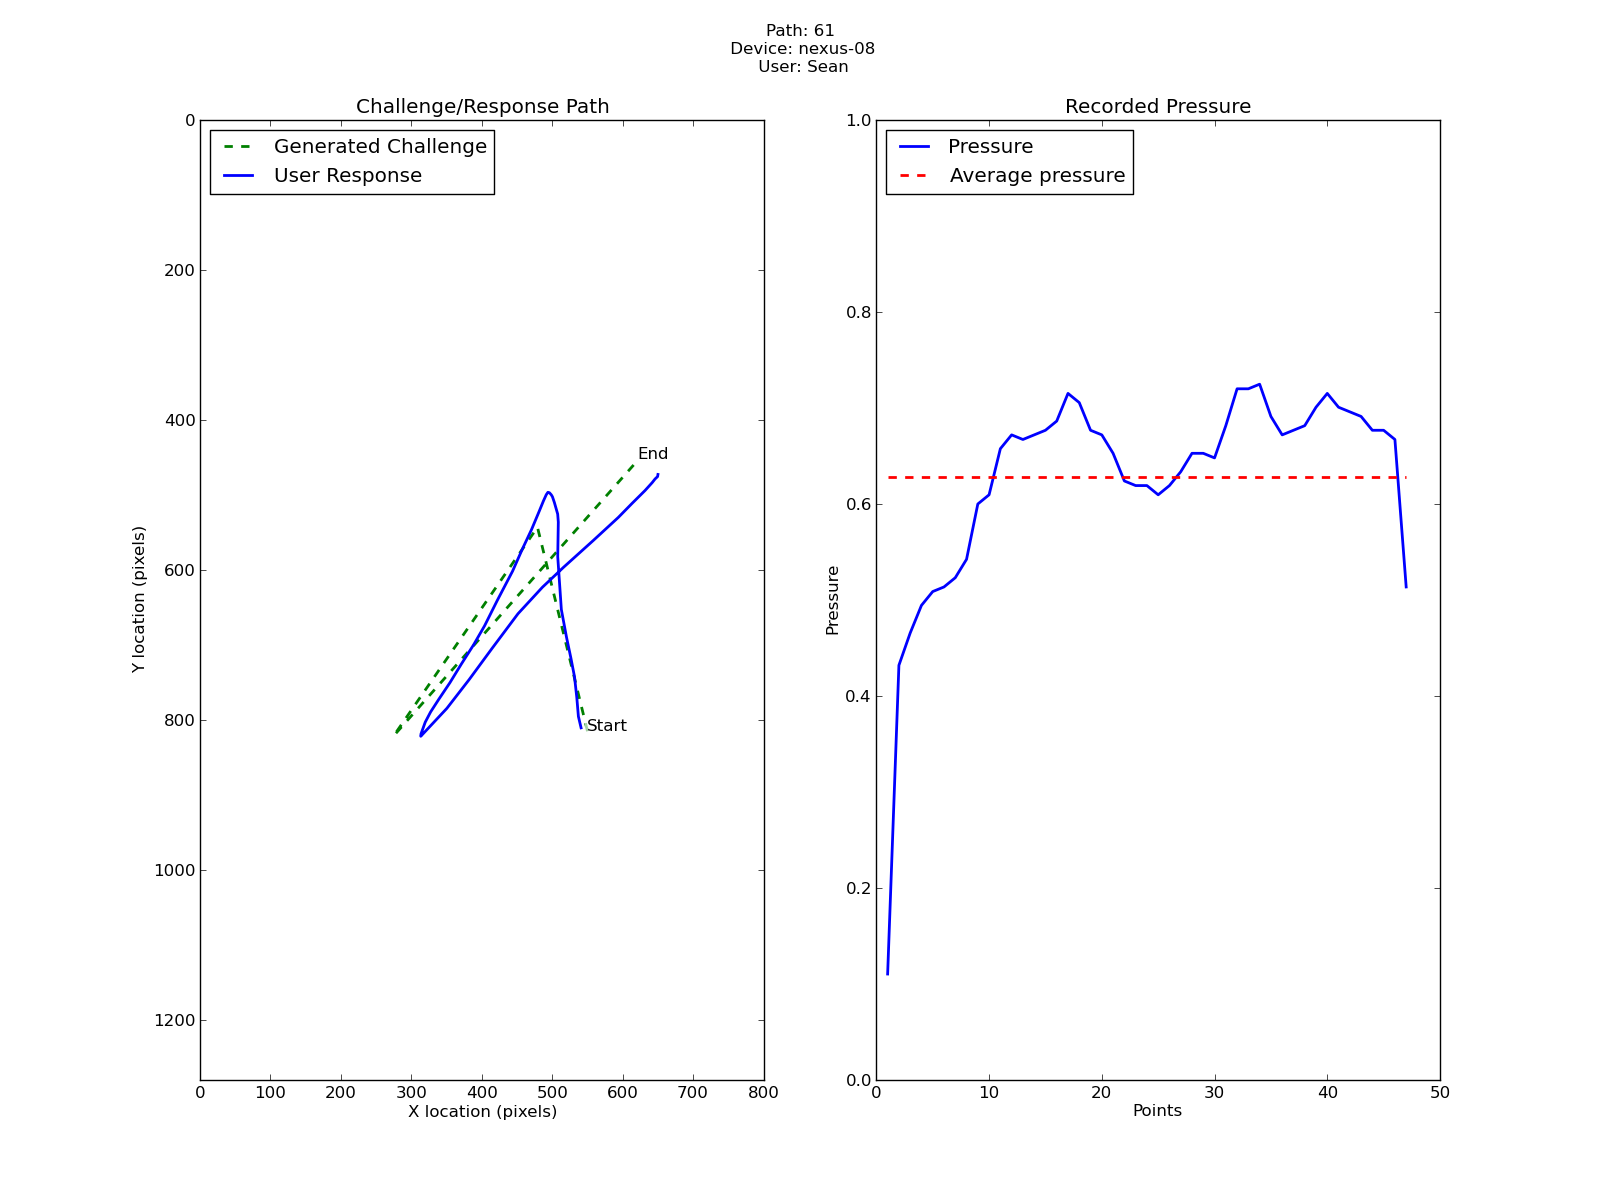 Path: 61
Device: nexus-08
User: Sean
Challenge/Response Path
Generated Challenge
User Response
0
200
400
600
800
1000
1200
Y location (pixels)
End
Start
0 100 200 300 400 500 600 700 800
X location (pixels)
Recorded Pressure
Pressure
Average pressure
1.0
0.8
0.6
0.4
0.2
0.0
Pressure
0 10 20 30 40 50
Points